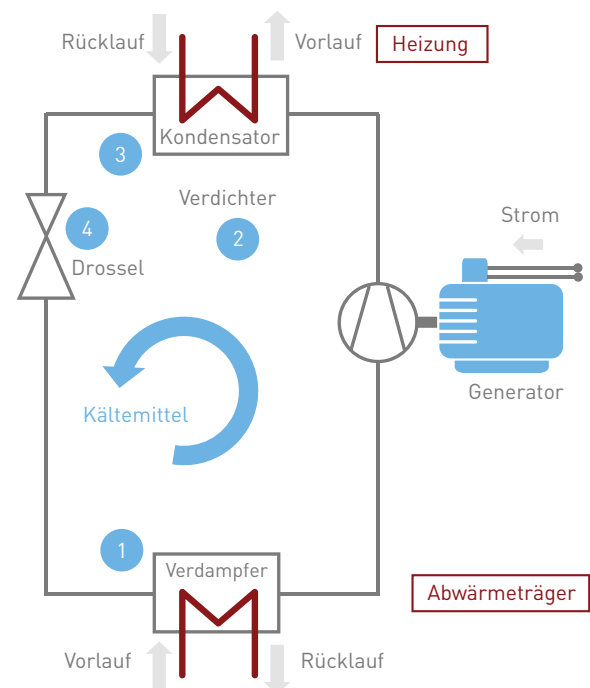 Rücklauf
Vorlauf
Heizung
Kondensator
3
Verdichter
4
2
Strom
Drossel
Generator
Kältemittel
1
Verdampfer
Abwärmeträger
Vorlauf
Rücklauf